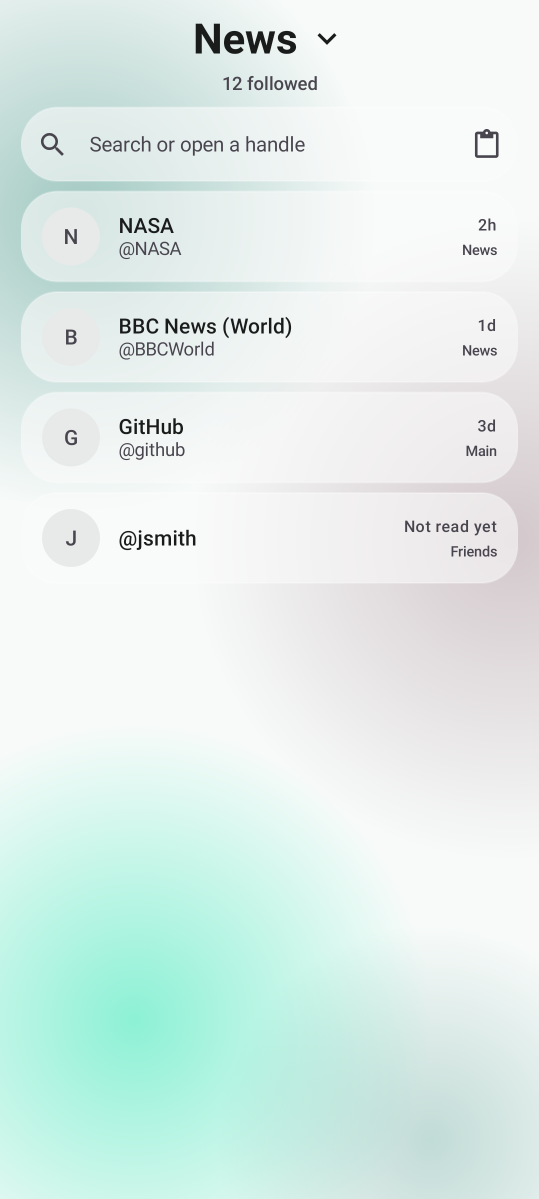 News
12 followed
Search or open a handle
N
NASA
@NASA
2h
News
B
BBC News (World)
@BBCWorld
1d
News
G
GitHub
@github
3d
Main
J
@jsmith
Not read yet
Friends